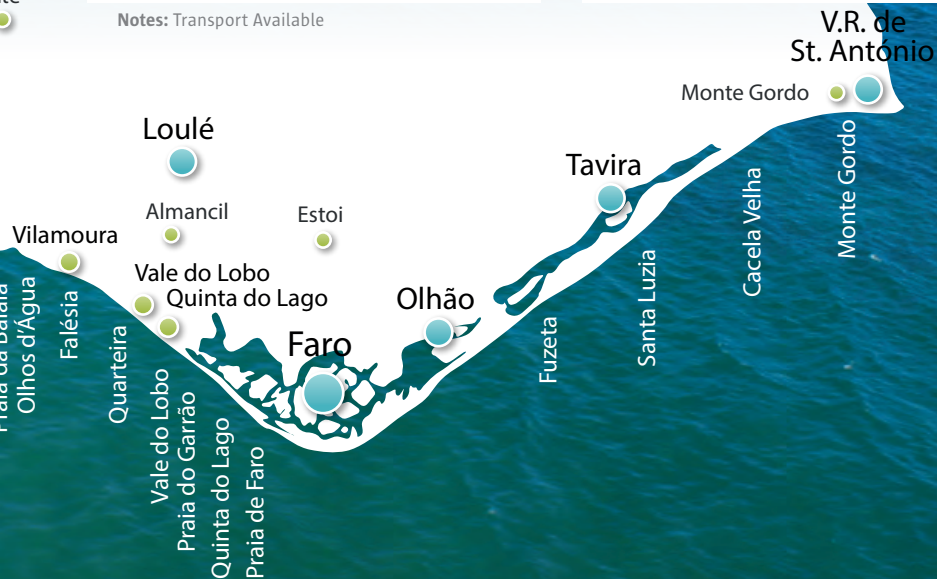 Notes: Transport Available
V.R. de
St. António
Monte Gordo
Loulé
Tavira
Almancil
Estoi
Vilamoura
Vale do Lobo
Quinta do Lago
Olhão
Faro
Olhos d'Água
Falésia
Quarteira
Vale do Lobo
Praia do Garrão
Quinta do Lago
Praia de Faro
Fuzeta
Santa Luzia
Cacela Velha
Monte Gordo